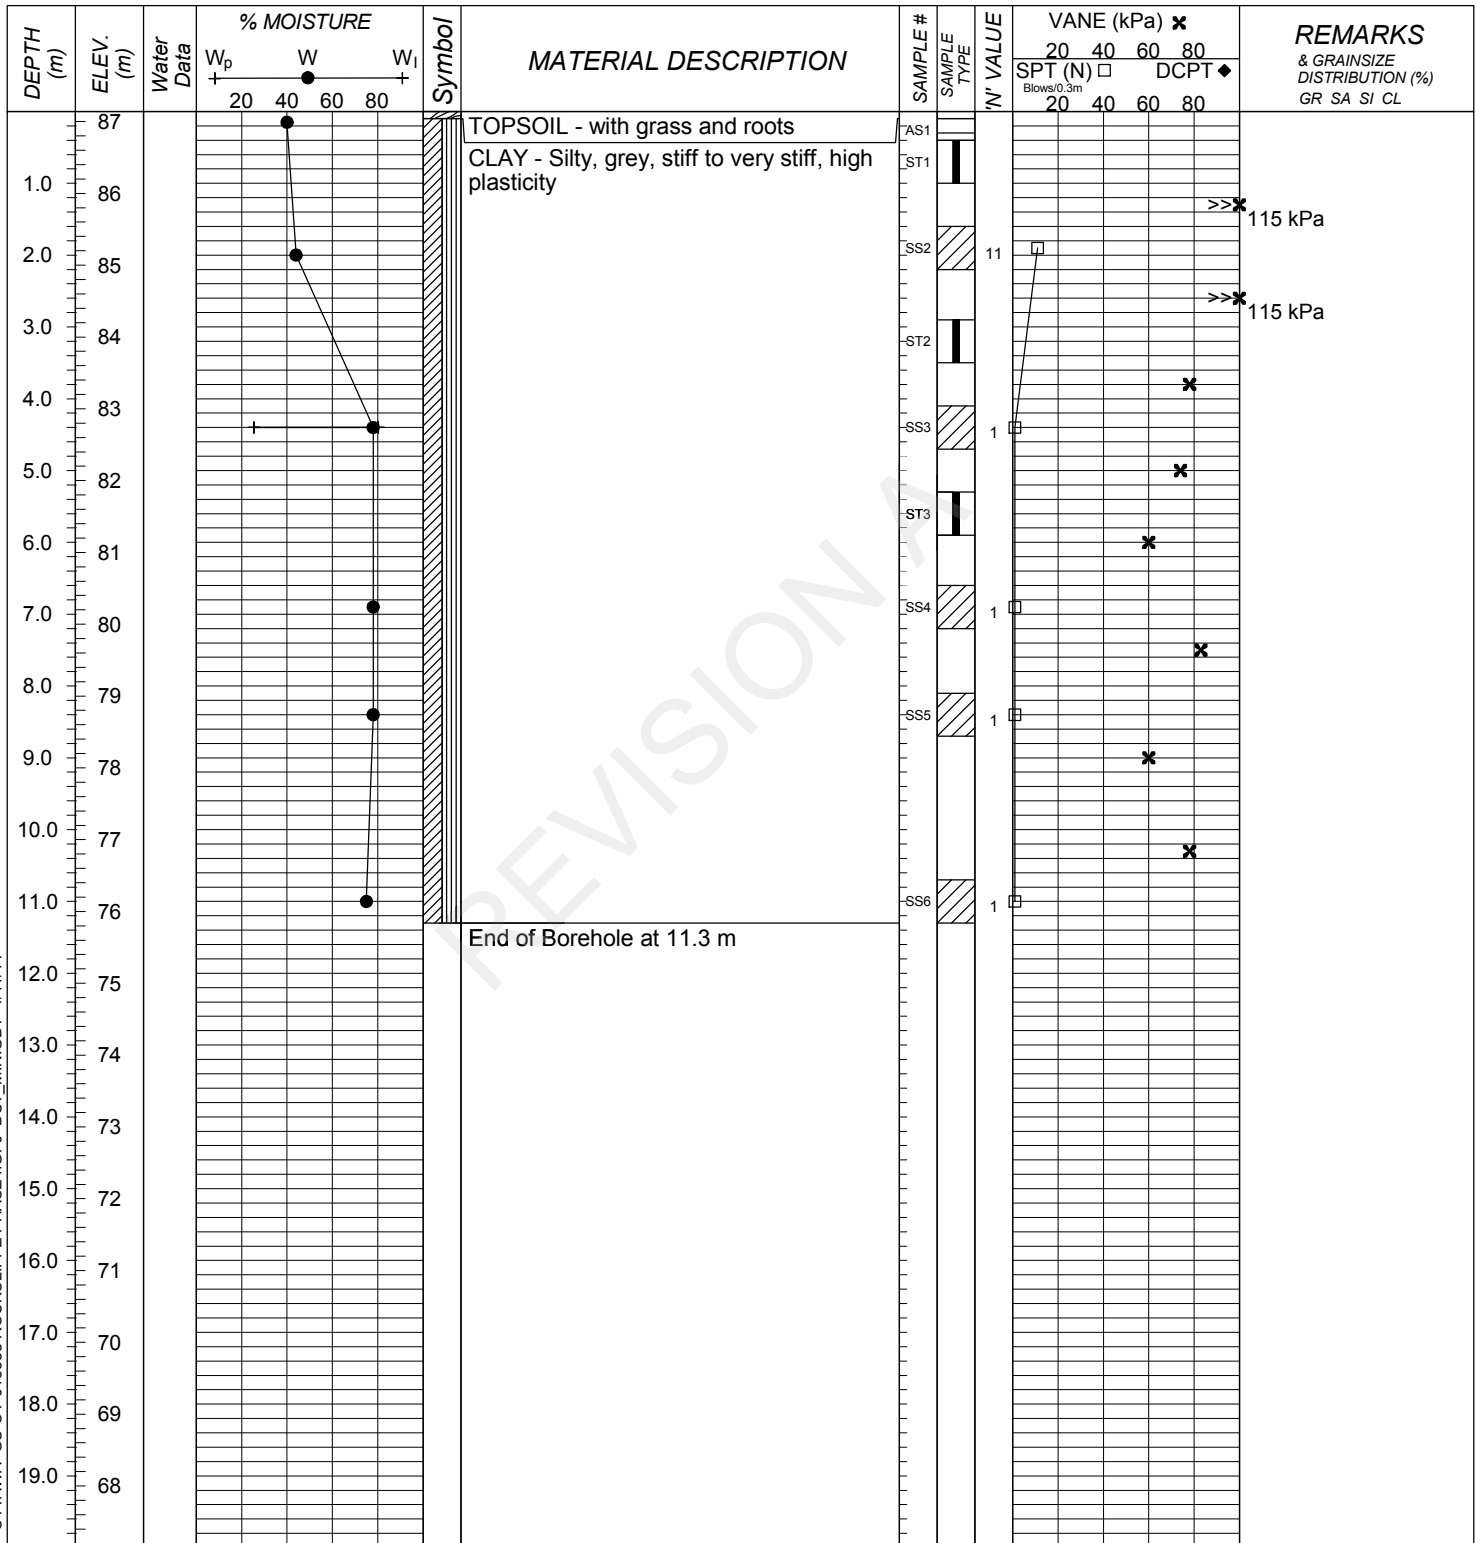 DEPTH (m)
ELEV. (m)
Water Data
% MOISTURE
Wp W Wl
20 40 60 80
Symbol
MATERIAL DESCRIPTION
SAMPLE #
SAMPLE TYPE
'N' VALUE
VANE (kPa)
20 40 60 80
SPT (N) DCPT
Blows/0.3m
20 40 60 80
REMARKS
& GRAINSIZE
DISTRIBUTION (%)
GR SA SI CL
87
TOPSOIL - with grass and roots
AS1
CLAY - Silty, grey, stiff to very stiff, high
plasticity
ST1
1.0
86
>>
115 kPa
2.0
85
SS2
11
>>
115 kPa
3.0
84
ST2
4.0
83
SS3
1
5.0
82
ST3
6.0
81
7.0
80
SS4
1
8.0
79
SS5
1
9.0
78
10.0
77
11.0
76
SS6
1
End of Borehole at 11.3 m
12.0
75
13.0
74
14.0
73
15.0
72
16.0
71
17.0
70
18.0
69
19.0
68
REVISION A